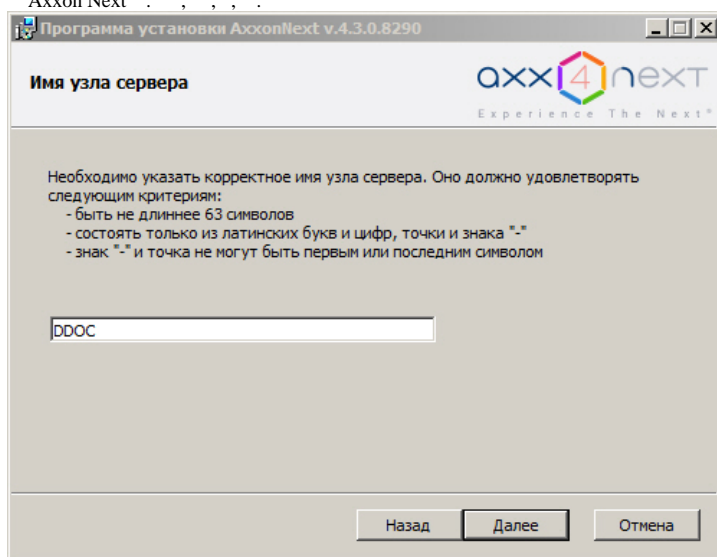 Axxon Next . , , , .
Программа установки AxxonNext v.4.3.0.8290
Имя узла сервера
axx4next
Experience The Next®
Необходимо указать корректное имя узла сервера. Оно должно удовлетворять
следующим критериям:
- быть не длиннее 63 символов
- состоять только из латинских букв и цифр, точки и знака "-"
- знак "-" и точка не могут быть первым или последним символом
DDOC
Назад Далее Отмена